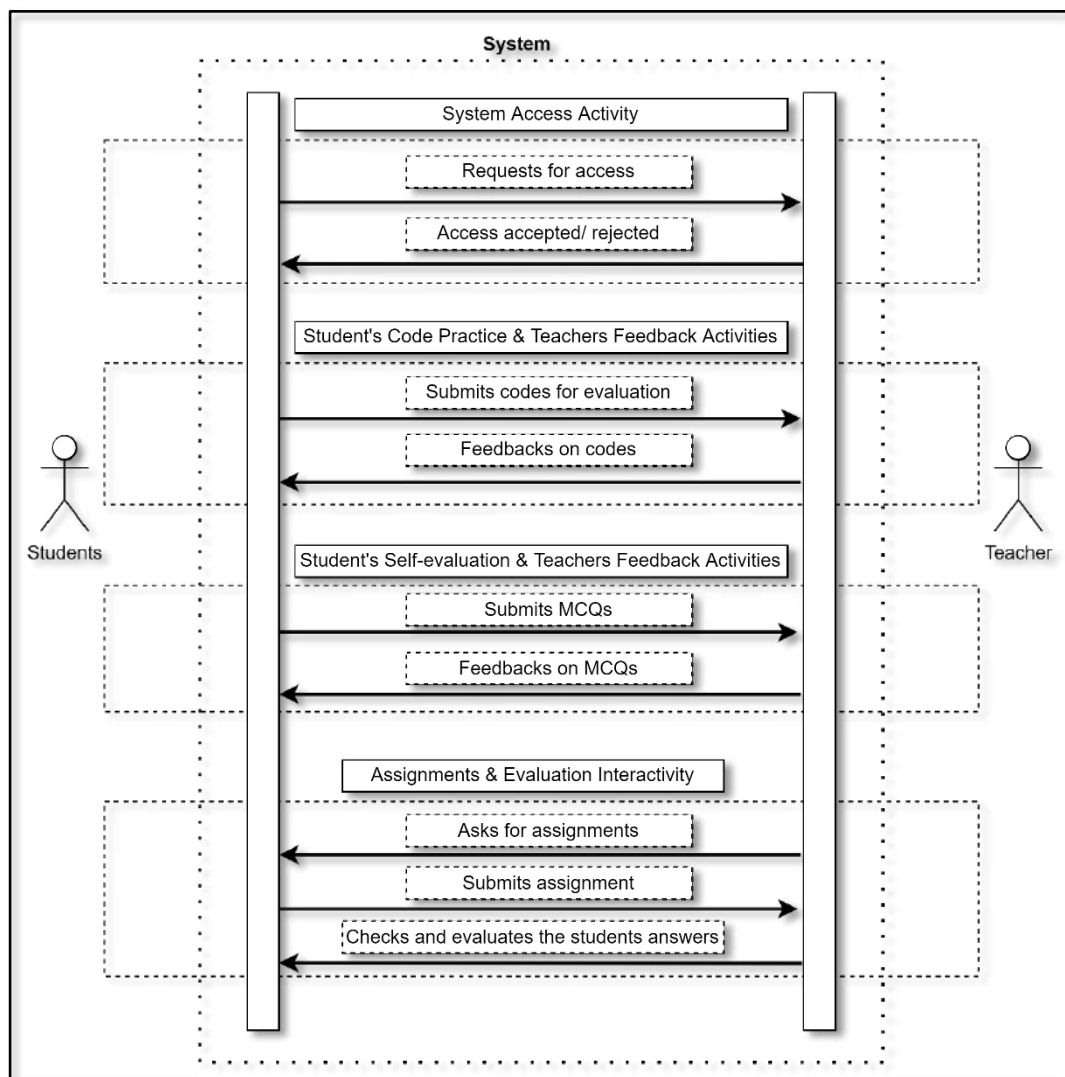 System
System Access Activity
Requests for access
Access accepted/ rejected
Student's Code Practice & Teachers Feedback Activities
Submits codes for evaluation
Feedbacks on codes
Students
Teacher
Student's Self-evaluation & Teachers Feedback Activities
Submits MCQs
Feedbacks on MCQs
Assignments & Evaluation Interactivity
Asks for assignments
Submits assignment
Checks and evaluates the students answers